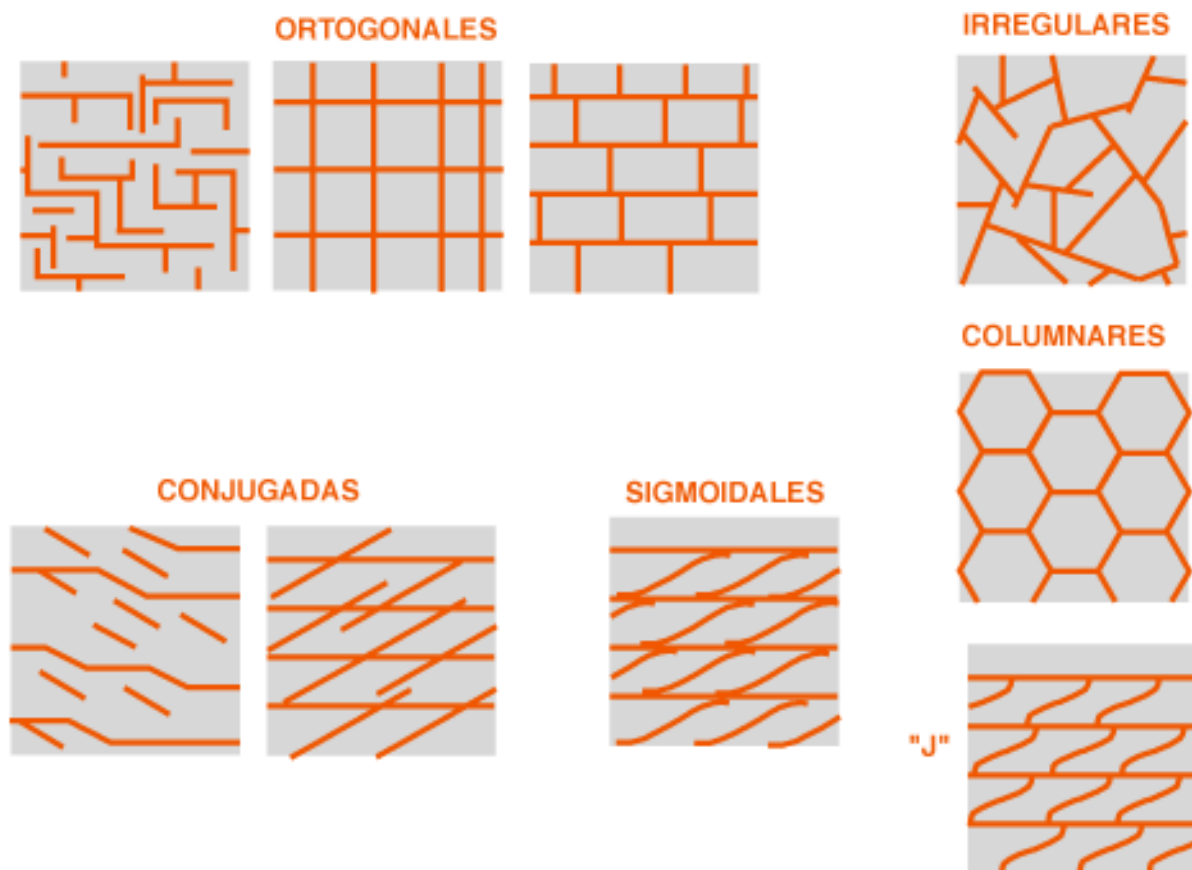 ORTOGONALES
IRREGULARES
COLUMNARES
CONJUGADAS
SIGMOIDALES
"J"